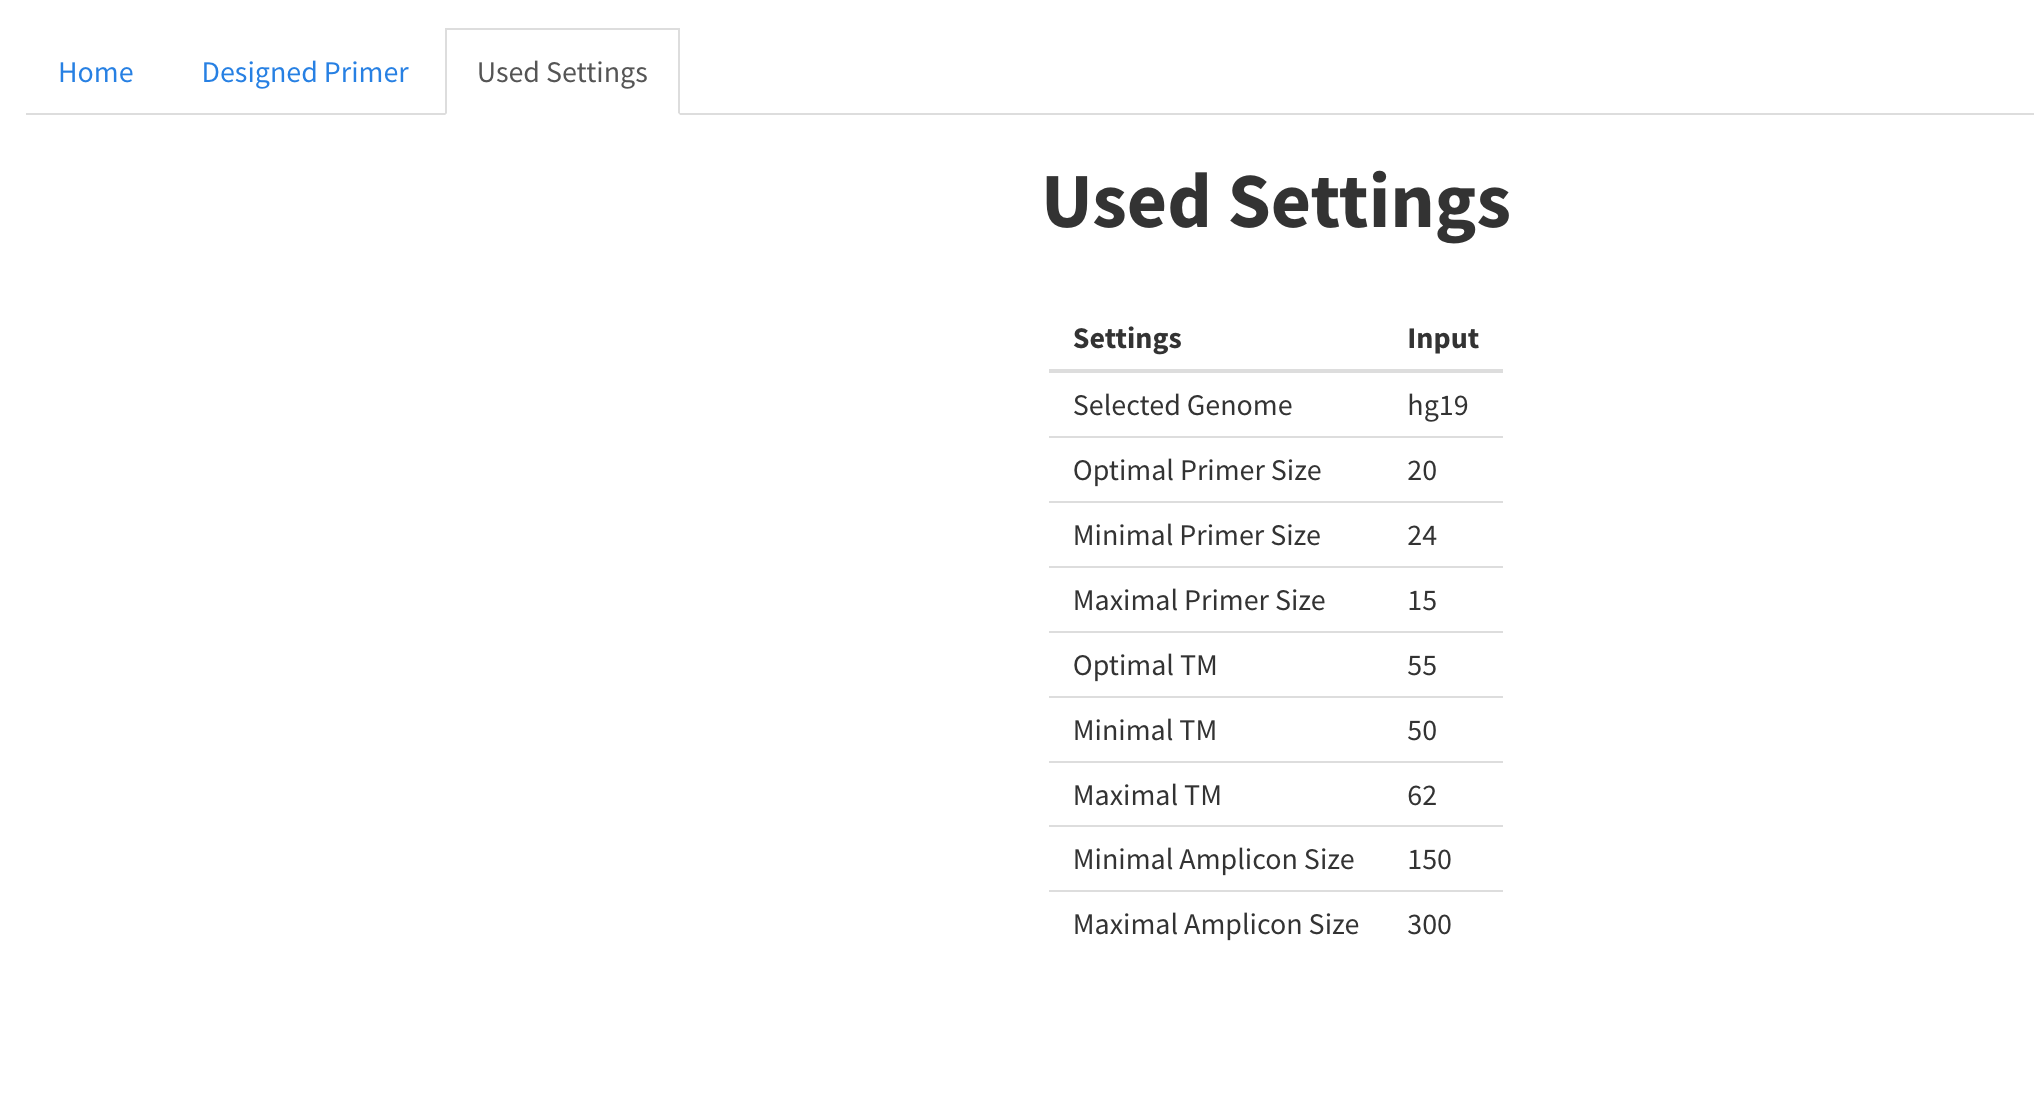 Home Designed Primer Used Settings
Used Settings
Settings Input
Selected Genome hg19
Optimal Primer Size 20
Minimal Primer Size 24
Maximal Primer Size 15
Optimal TM 55
Minimal TM 50
Maximal TM 62
Minimal Amplicon Size 150
Maximal Amplicon Size 300